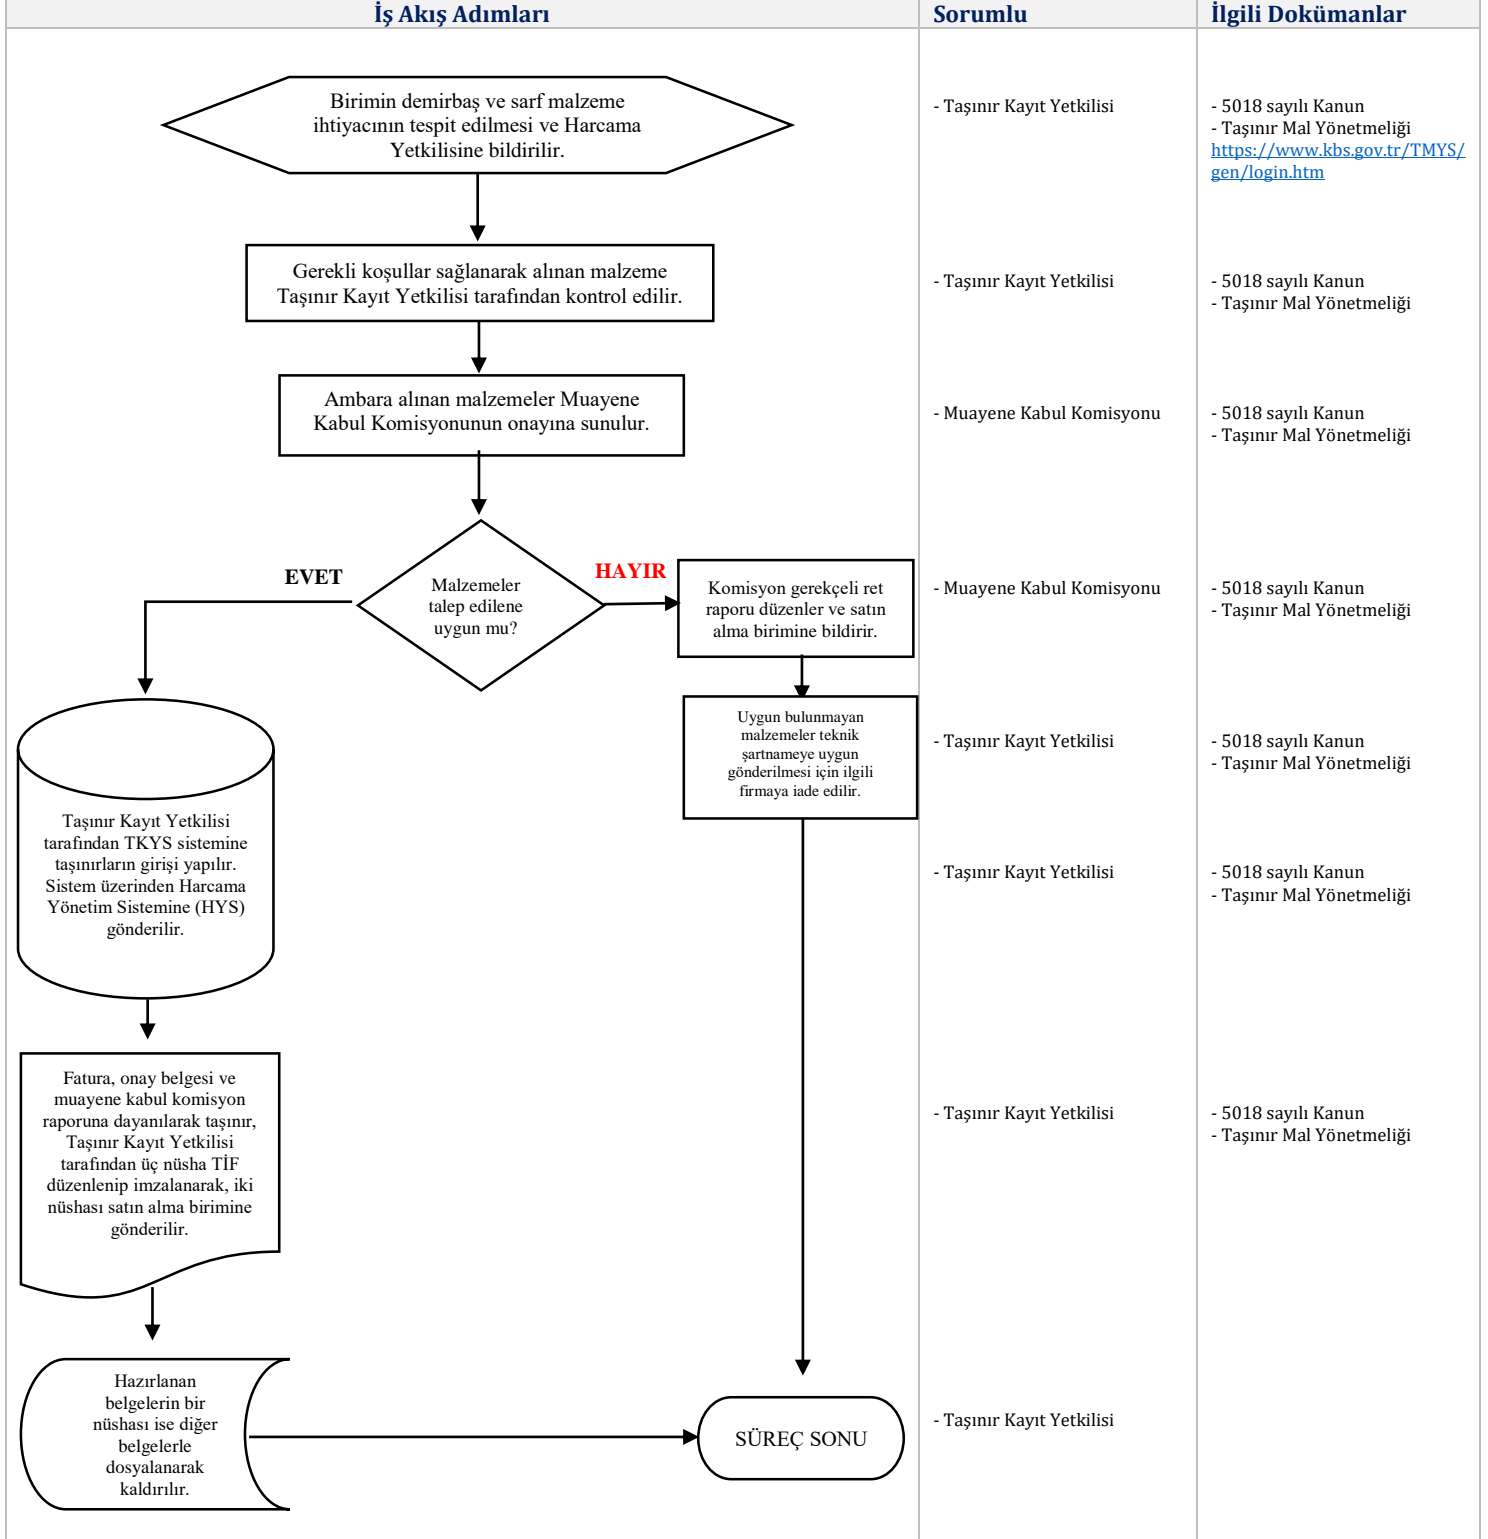 İş Akış Adımları
Sorumlu
İlgili Dokümanlar
Birimin demirbaş ve sarf malzeme
ihtiyacının tespit edilmesi ve Harcama
Yetkilisine bildirilir.
- Taşınır Kayıt Yetkilisi
- 5018 sayılı Kanun
- Taşınır Mal Yönetmeliği
https://www.kbs.gov.tr/TMYS/
gen/login.htm
Gerekli koşullar sağlanarak alınan malzeme
Taşınır Kayıt Yetkilisi tarafından kontrol edilir.
- Taşınır Kayıt Yetkilisi
- 5018 sayılı Kanun
- Taşınır Mal Yönetmeliği
Ambara alınan malzemeler Muayene
Kabul Komisyonunun onayına sunulur.
- Muayene Kabul Komisyonu
- 5018 sayılı Kanun
- Taşınır Mal Yönetmeliği
Malzemeler
talep edilene
uygun mu?
EVET
HAYIR
Komisyon gerekçeli ret
raporu düzenler ve satın
alma birimine bildirir.
- Muayene Kabul Komisyonu
- 5018 sayılı Kanun
- Taşınır Mal Yönetmeliği
Uygun bulunmayan
malzemeler teknik
şartnameye uygun
gönderilmesi için ilgili
firmaya iade edilir.
- Taşınır Kayıt Yetkilisi
- 5018 sayılı Kanun
- Taşınır Mal Yönetmeliği
Taşınır Kayıt Yetkilisi
tarafından TKYS sistemine
taşınırların girişi yapılır.
Sistem üzerinden Harcama
Yönetim Sistemine (HYS)
gönderilir.
- Taşınır Kayıt Yetkilisi
- 5018 sayılı Kanun
- Taşınır Mal Yönetmeliği
Fatura, onay belgesi ve
muayene kabul komisyon
raporuna dayanılarak taşınır,
Taşınır Kayıt Yetkilisi
tarafından üç nüsha TİF
düzenlenip imzalanarak, iki
nüshası satın alma birimine
gönderilir.
- Taşınır Kayıt Yetkilisi
- 5018 sayılı Kanun
- Taşınır Mal Yönetmeliği
Hazırlanan
belgelerin bir
nüshası ise diğer
belgelerle
dosyalanarak
kaldırılır.
SÜREÇ SONU
- Taşınır Kayıt Yetkilisi